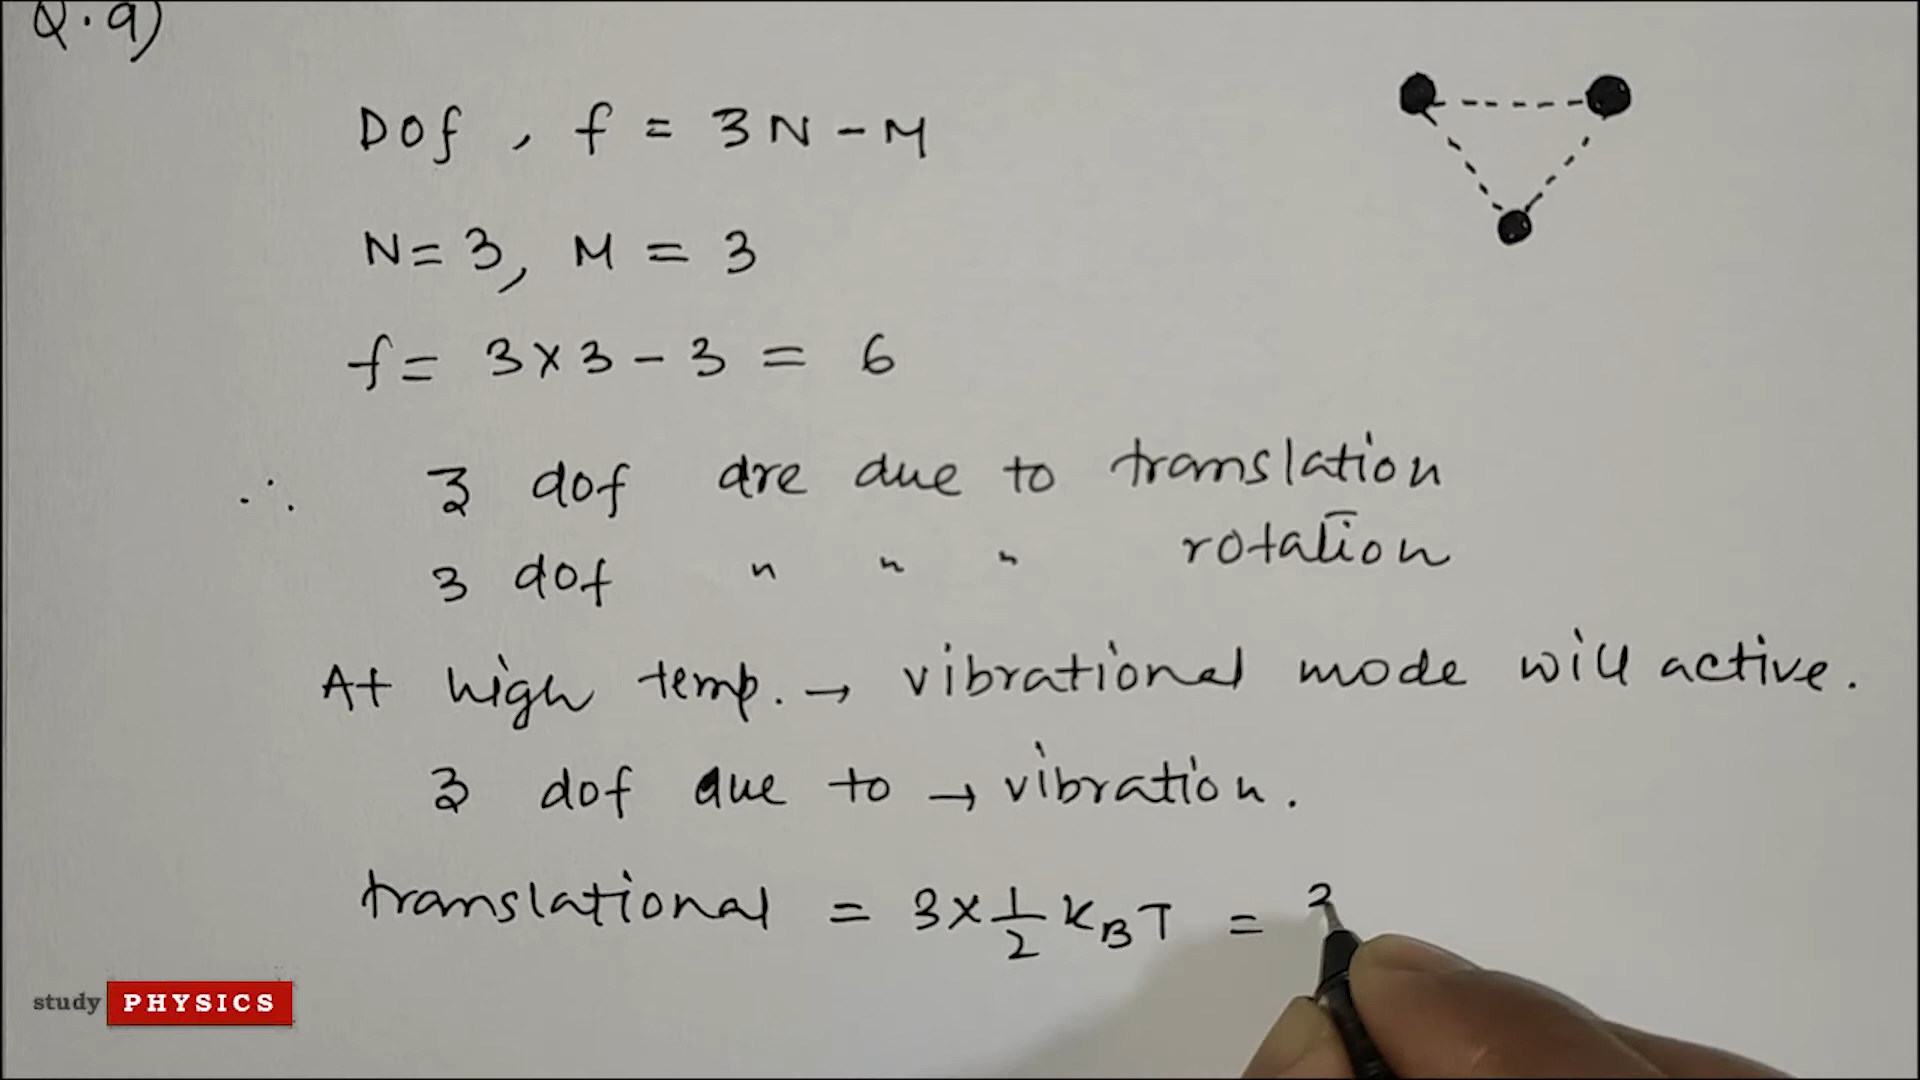 Q.9)
Dof, f = 3N-M
N=3, M = 3
f= 3×3-3 = 6
∴ 3 dof are due to translation
3 dof " " " rotation
At high temp. → vibrational mode will active.
3 dof due to → vibration.
translational = 3×1/2 KBT = 3
study PHYSICS